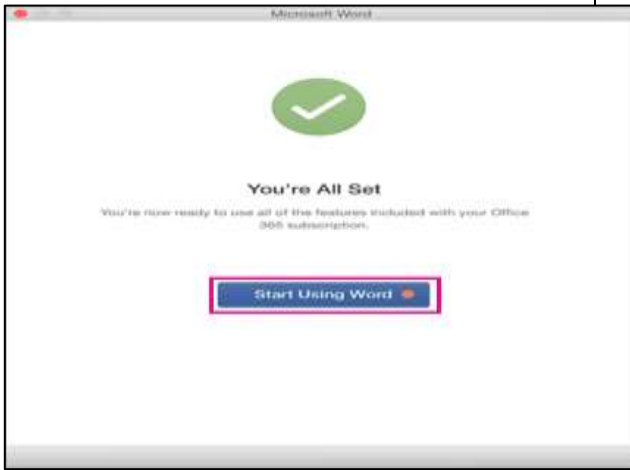 Microsoft Word
You're All Set
You're now ready to use all of the features included with your Office
365 subscription.
Start Using Word